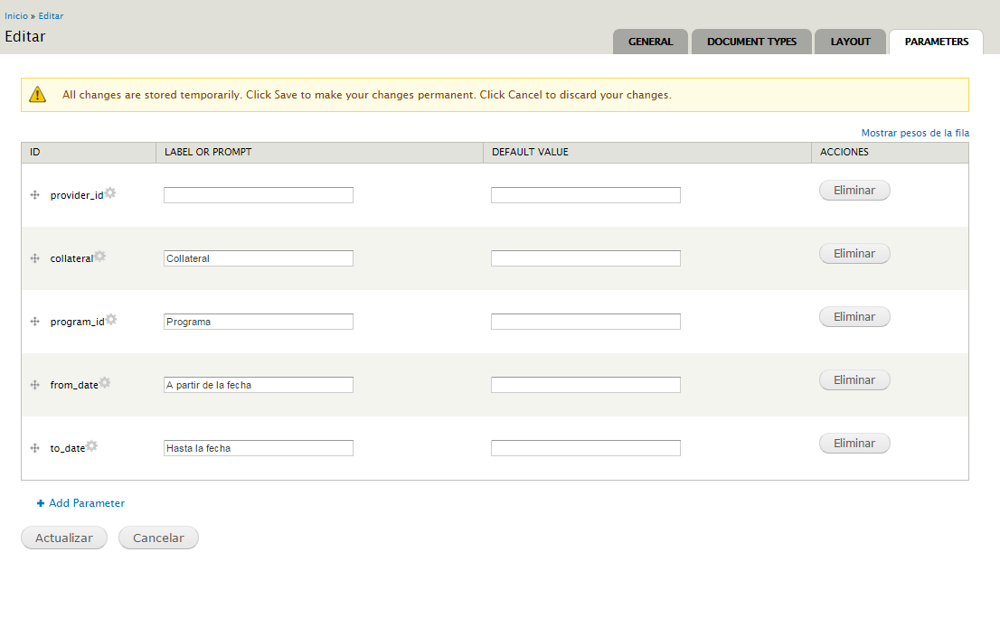 Inicio » Editar
Editar
GENERAL
DOCUMENT TYPES
LAYOUT
PARAMETERS
All changes are stored temporarily. Click Save to make your changes permanent. Click Cancel to discard your changes.
Mostrar pesos de la fila
ID LABEL OR PROMPT DEFAULT VALUE ACCIONES
provider_id Eliminar
collateral Collateral Eliminar
program_id Programa Eliminar
from_date A partir de la fecha Eliminar
to_date Hasta la fecha Eliminar
Add Parameter
Actualizar Cancelar